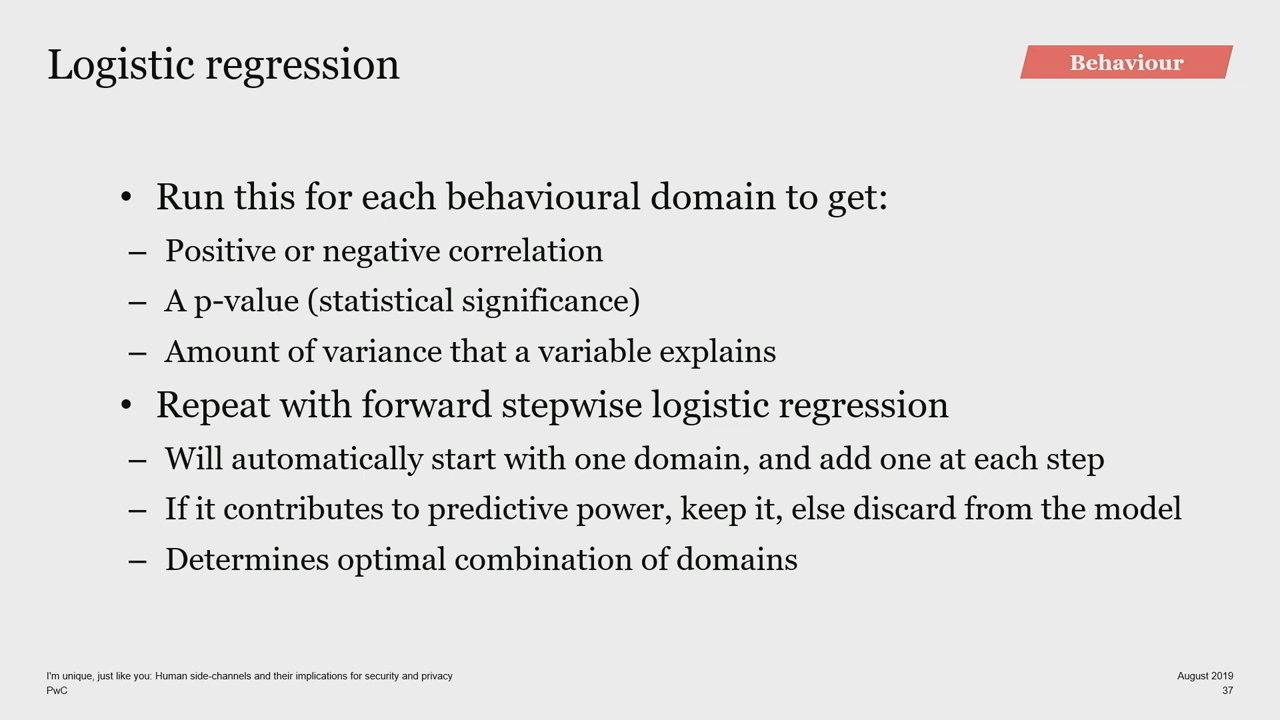 Logistic regression
Behaviour
• Run this for each behavioural domain to get:
– Positive or negative correlation
– A p-value (statistical significance)
– Amount of variance that a variable explains
• Repeat with forward stepwise logistic regression
– Will automatically start with one domain, and add one at each step
– If it contributes to predictive power, keep it, else discard from the model
– Determines optimal combination of domains
I'm unique, just like you: Human side-channels and their implications for security and privacy
PwC
August 2019
37